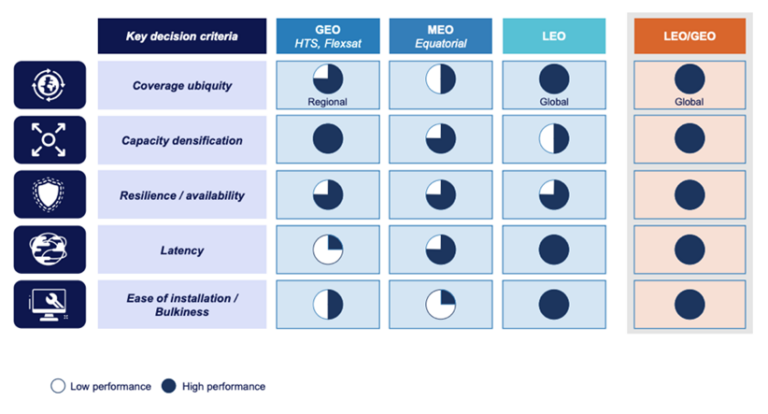 Key decision criteria
GEO
HTS, Flexsat
MEO
Equatorial
LEO
LEO/GEO
Coverage ubiquity
Regional
Global
Global
Capacity densification
Resilience / availability
Latency
Ease of installation /
Bulkiness
Low performance
High performance